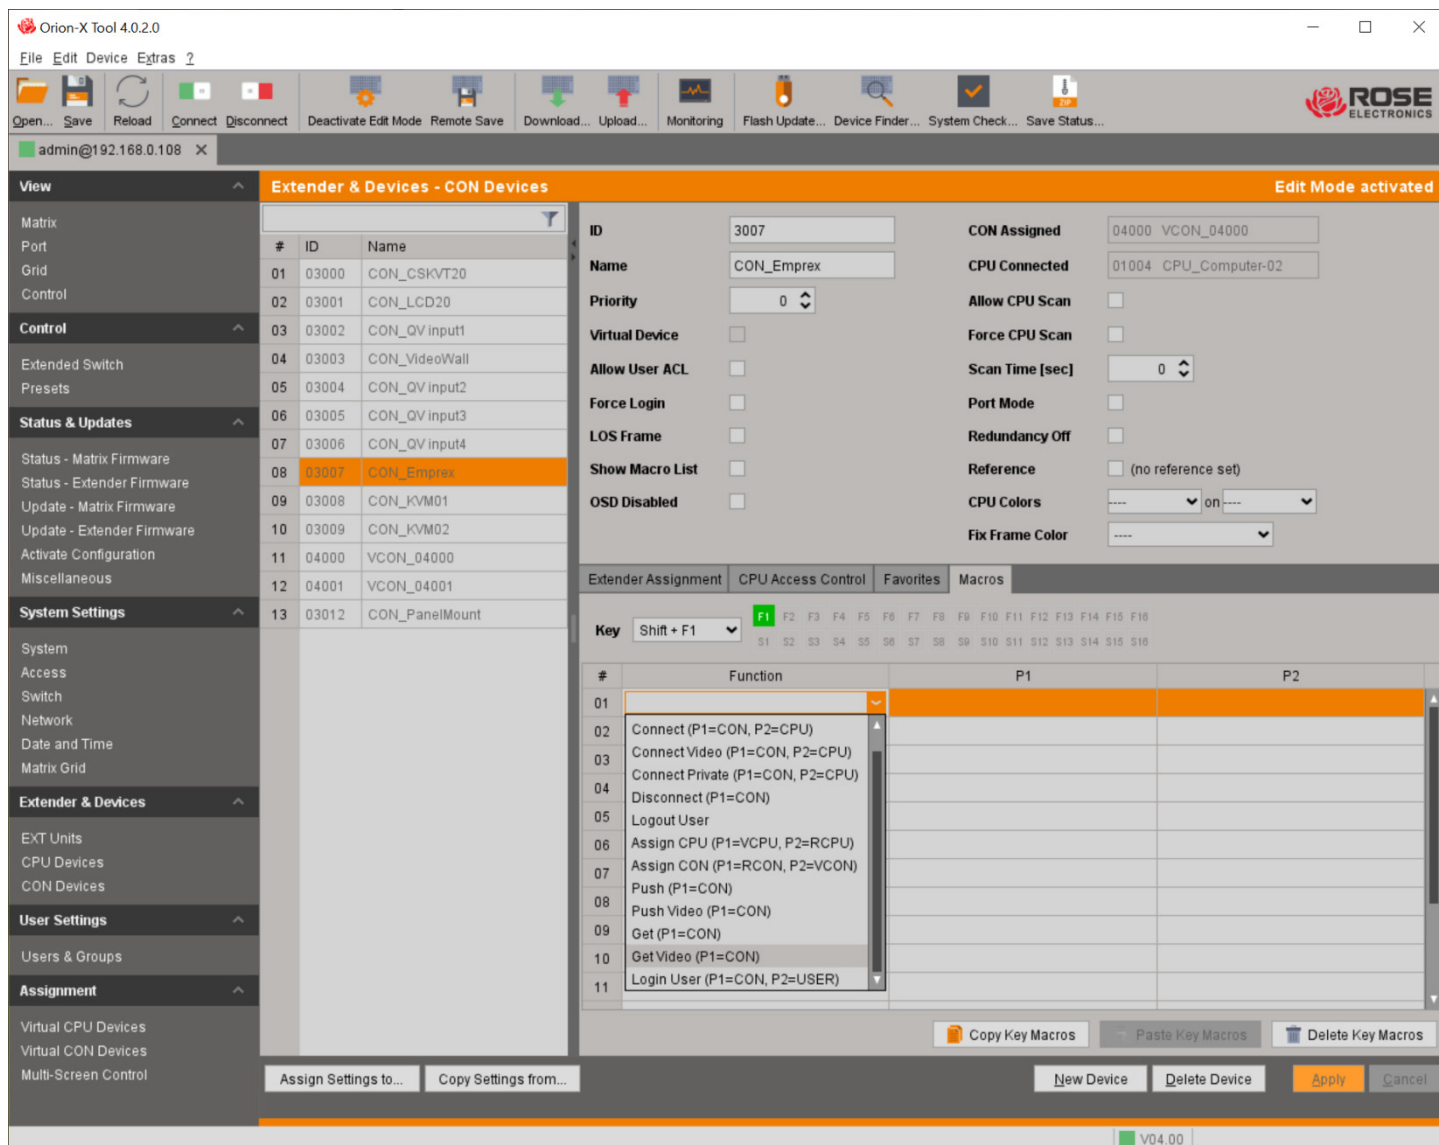 Orion-X Tool 4.0.2.0
File Edit Device Extras ?
Open... Save Reload Connect Disconnect Deactivate Edit Mode Remote Save Download... Upload... Monitoring Flash Update... Device Finder... System Check... Save Status...
ZIP
ROSE
ELECTRONICS
admin@192.168.0.108
View
Matrix
Port
Grid
Control
Control
Extended Switch
Presets
Status & Updates
Status - Matrix Firmware
Status - Extender Firmware
Update - Matrix Firmware
Update - Extender Firmware
Activate Configuration
Miscellaneous
System Settings
System
Access
Switch
Network
Date and Time
Matrix Grid
Extender & Devices
EXT Units
CPU Devices
CON Devices
User Settings
Users & Groups
Assignment
Virtual CPU Devices
Virtual CON Devices
Multi-Screen Control
Extender & Devices - CON Devices
Edit Mode activated
# ID Name
01 03000 CON_CSKVT20
02 03001 CON_LCD20
03 03002 CON_QV input1
04 03003 CON_VideoWall
05 03004 CON_QV input2
06 03005 CON_QV input3
07 03006 CON_QV input4
08 03007 CON_Emprex
09 03008 CON_KVM01
10 03009 CON_KVM02
11 04000 VCON_04000
12 04001 VCON_04001
13 03012 CON_PanelMount
ID 3007
Name CON_Emprex
Priority 0
Virtual Device
Allow User ACL
Force Login
LOS Frame
Show Macro List
OSD Disabled
CON Assigned 04000 VCON_04000
CPU Connected 01004 CPU_Computer-02
Allow CPU Scan
Force CPU Scan
Scan Time [sec] 0
Port Mode
Redundancy Off
Reference (no reference set)
CPU Colors ---- on ----
Fix Frame Color ----
Extender Assignment CPU Access Control Favorites Macros
Key Shift + F1
F1 F2 F3 F4 F5 F6 F7 F8 F9 F10 F11 F12 F13 F14 F15 F16
S1 S2 S3 S4 S5 S6 S7 S8 S9 S10 S11 S12 S13 S14 S15 S16
# Function P1 P2
01
02
03
04
05
06
07
08
09
10
11
Connect (P1=CON, P2=CPU)
Connect Video (P1=CON, P2=CPU)
Connect Private (P1=CON, P2=CPU)
Disconnect (P1=CON)
Logout User
Assign CPU (P1=VCPU, P2=RCPU)
Assign CON (P1=RCON, P2=VCON)
Push (P1=CON)
Push Video (P1=CON)
Get (P1=CON)
Get Video (P1=CON)
Login User (P1=CON, P2=USER)
Copy Key Macros Paste Key Macros Delete Key Macros
Assign Settings to... Copy Settings from... New Device Delete Device Apply Cancel
V04.00